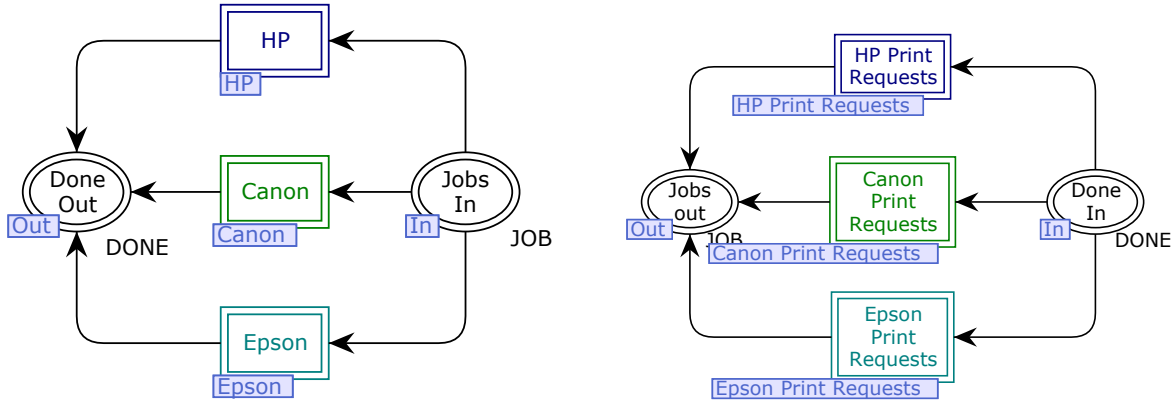 HP
HP
Done
Out
Out
DONE
Canon
Canon
Jobs
In
In
JOB
Epson
Epson
HP Print
Requests
HP Print Requests
Jobs
out
Out
JOB
Canon
Print
Requests
Canon Print Requests
Done
In
In
DONE
Epson
Print
Requests
Epson Print Requests